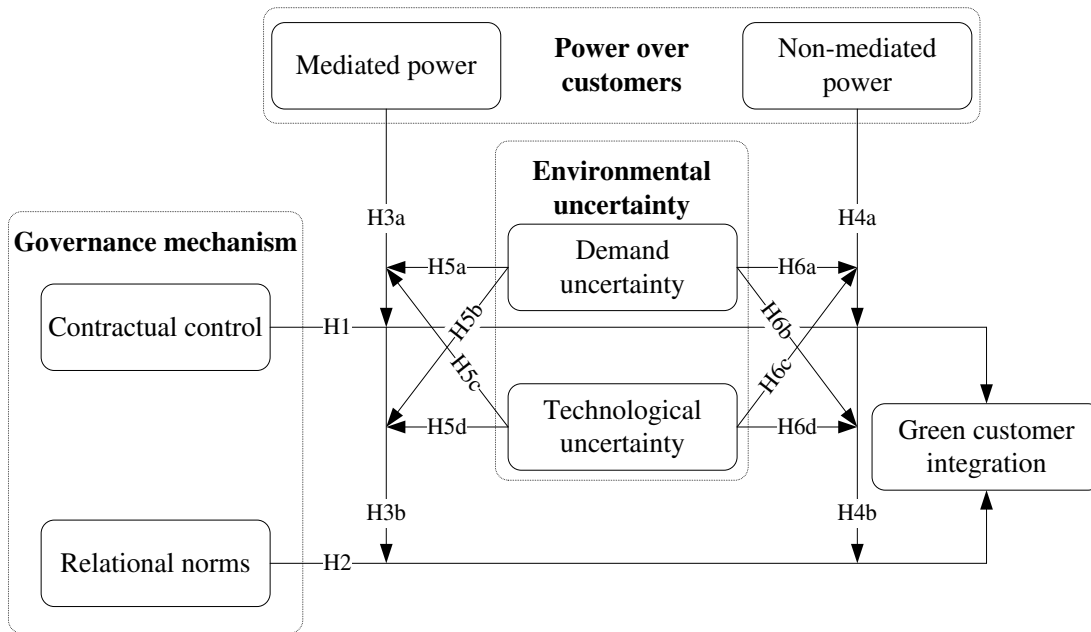 Mediated power
Power over
customers
Non-mediated
power
Environmental
uncertainty
H3a
H4a
Governance mechanism
Demand
uncertainty
H5a
H6a
Contractual control
H1
H5b
H6b
H5c
H6c
Technological
uncertainty
H5d
H6d
Green customer
integration
H3b
H4b
Relational norms
H2